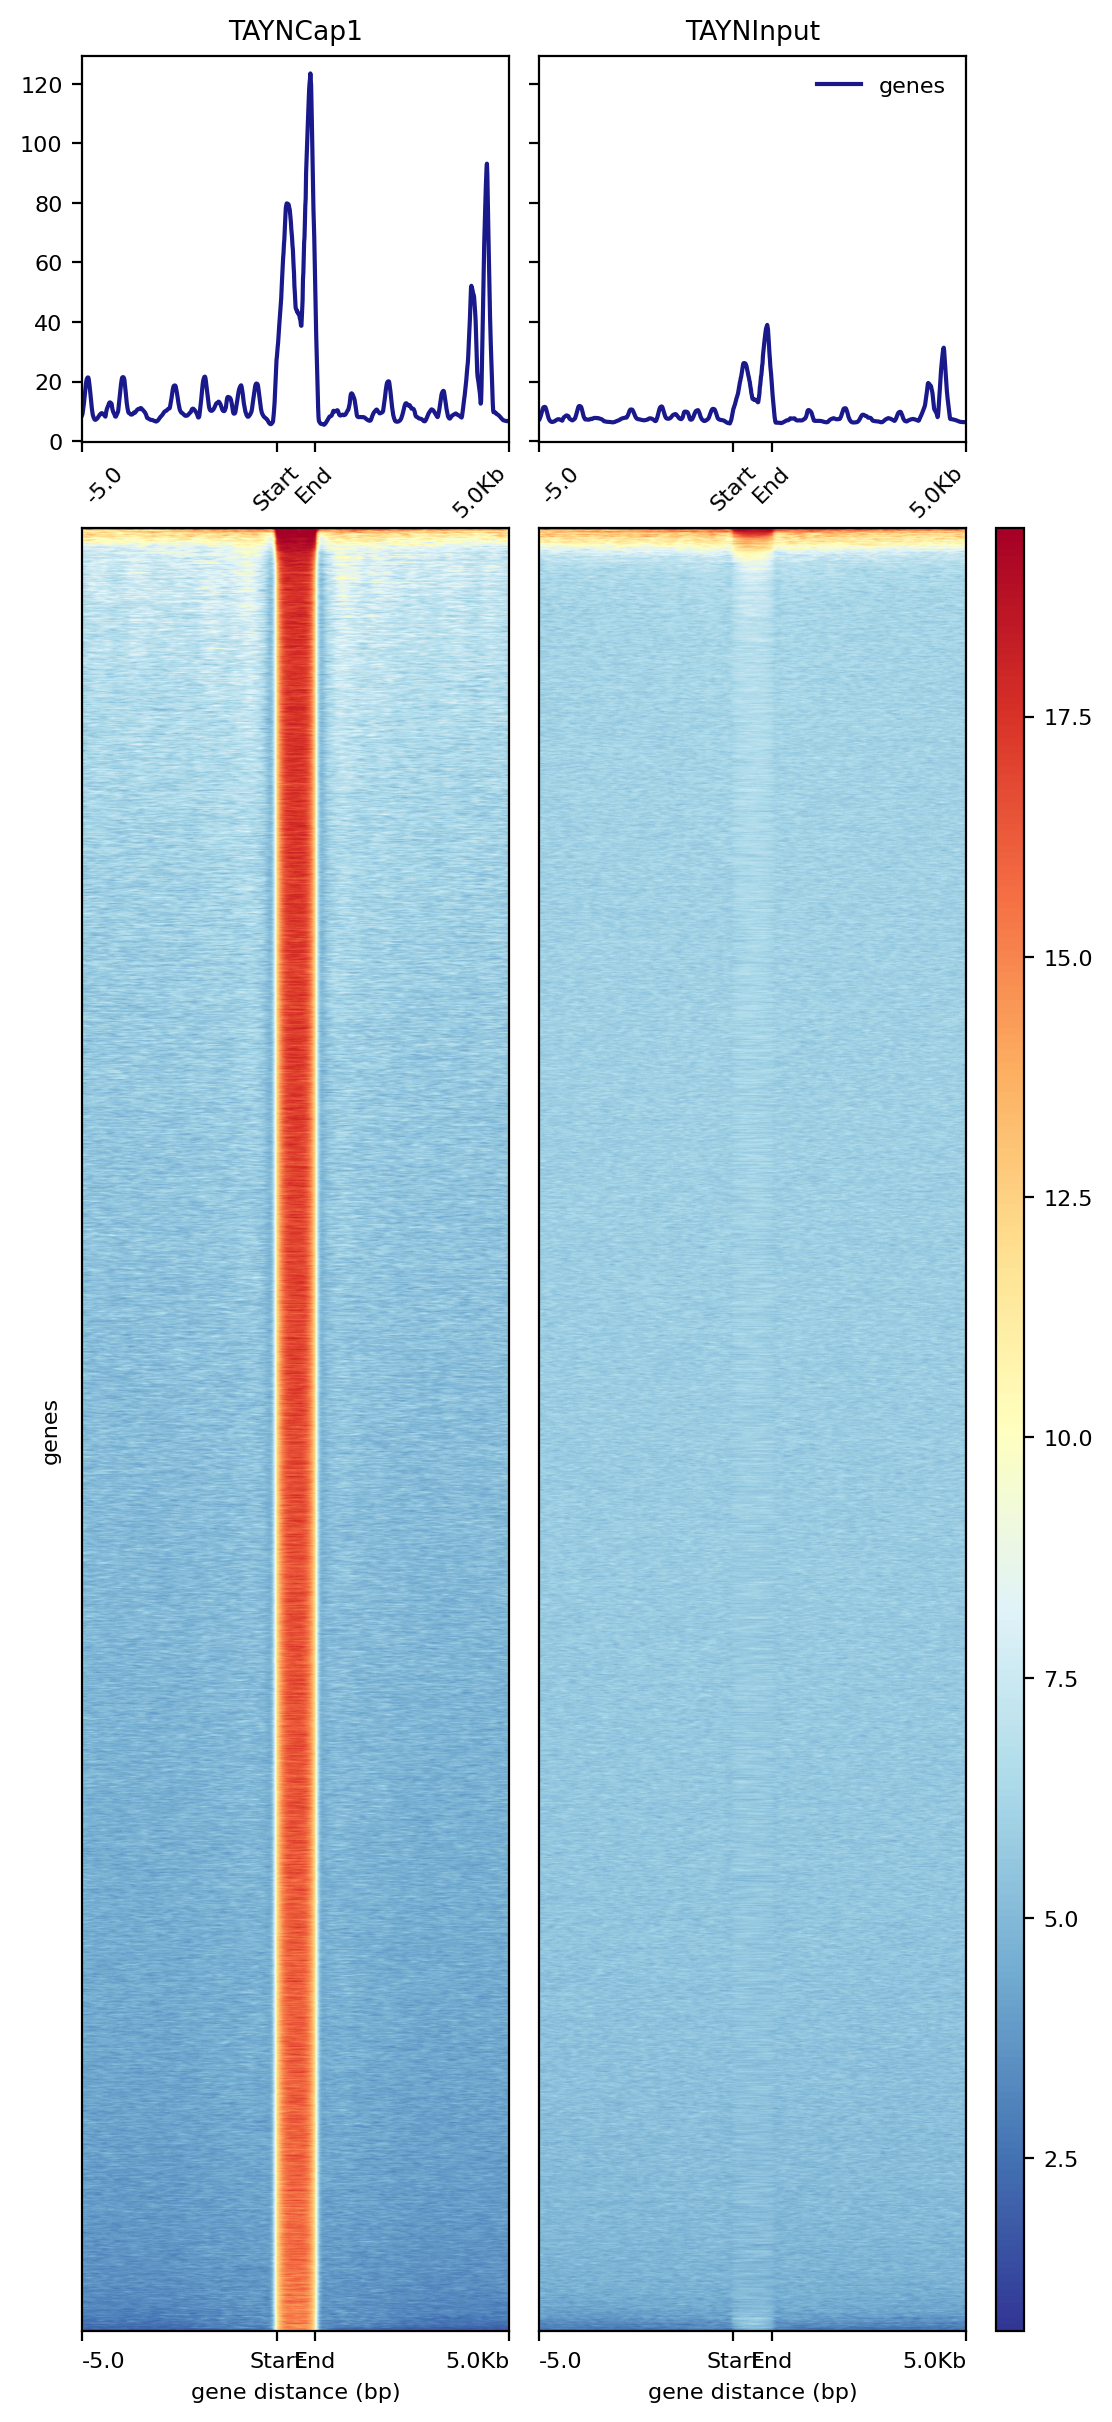 TAYNCap1
TAYNInput
120
100
80
60
40
20
0
genes
-5.0
Start
End
5.0Kb
-5.0
Start
End
5.0Kb
genes
17.5
15.0
12.5
10.0
7.5
5.0
2.5
-5.0
Start
End
5.0Kb
-5.0
Start
End
5.0Kb
gene distance (bp)
gene distance (bp)